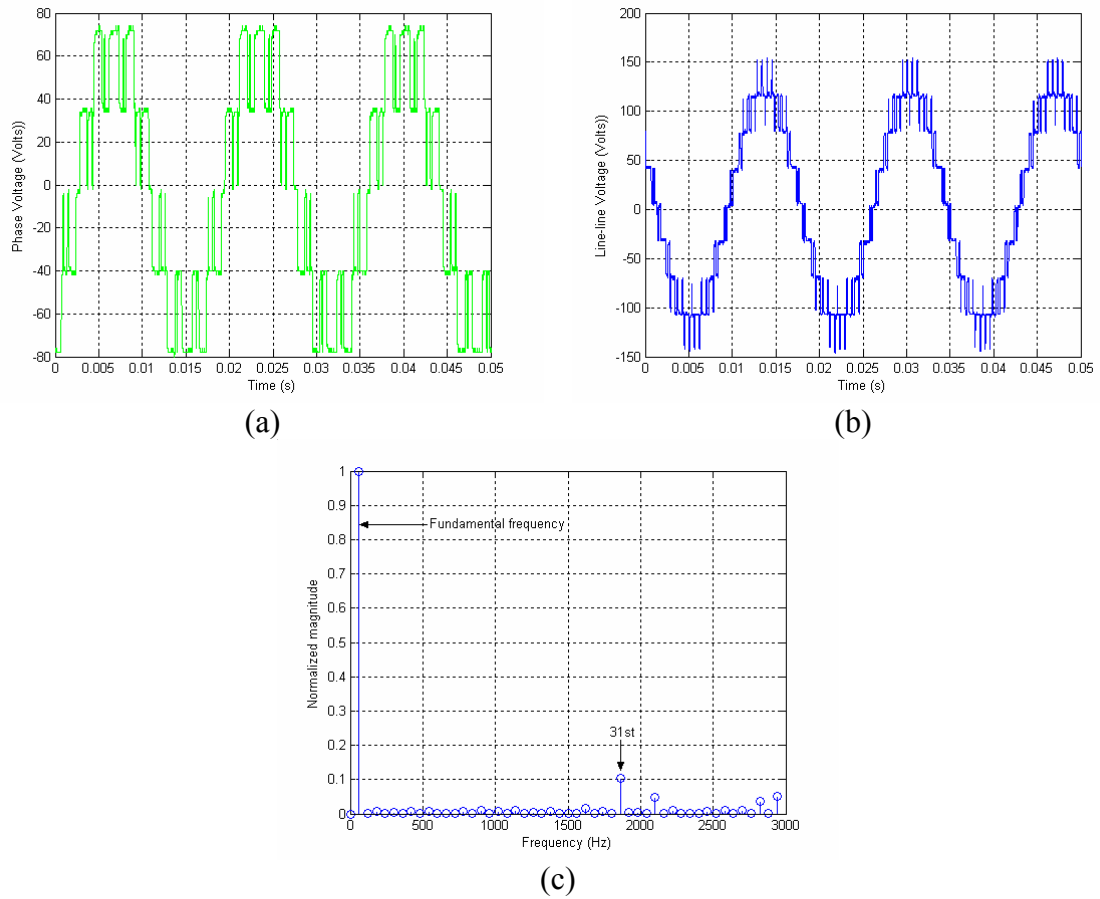 80
60
40
20
0
-20
-40
-60
-80
Phase Voltage (Volts))
0 0.005 0.01 0.015 0.02 0.025 0.03 0.035 0.04 0.045 0.05
Time (s)
(a)
200
150
100
50
0
-50
-100
-150
Line-line Voltage (Volts))
0 0.005 0.01 0.015 0.02 0.025 0.03 0.035 0.04 0.045 0.05
Time (s)
(b)
1
0.9
0.8
0.7
0.6
0.5
0.4
0.3
0.2
0.1
0
Normalized magnitude
Fundamental frequency
31st
0 500 1000 1500 2000 2500 3000
Frequency (Hz)
(c)